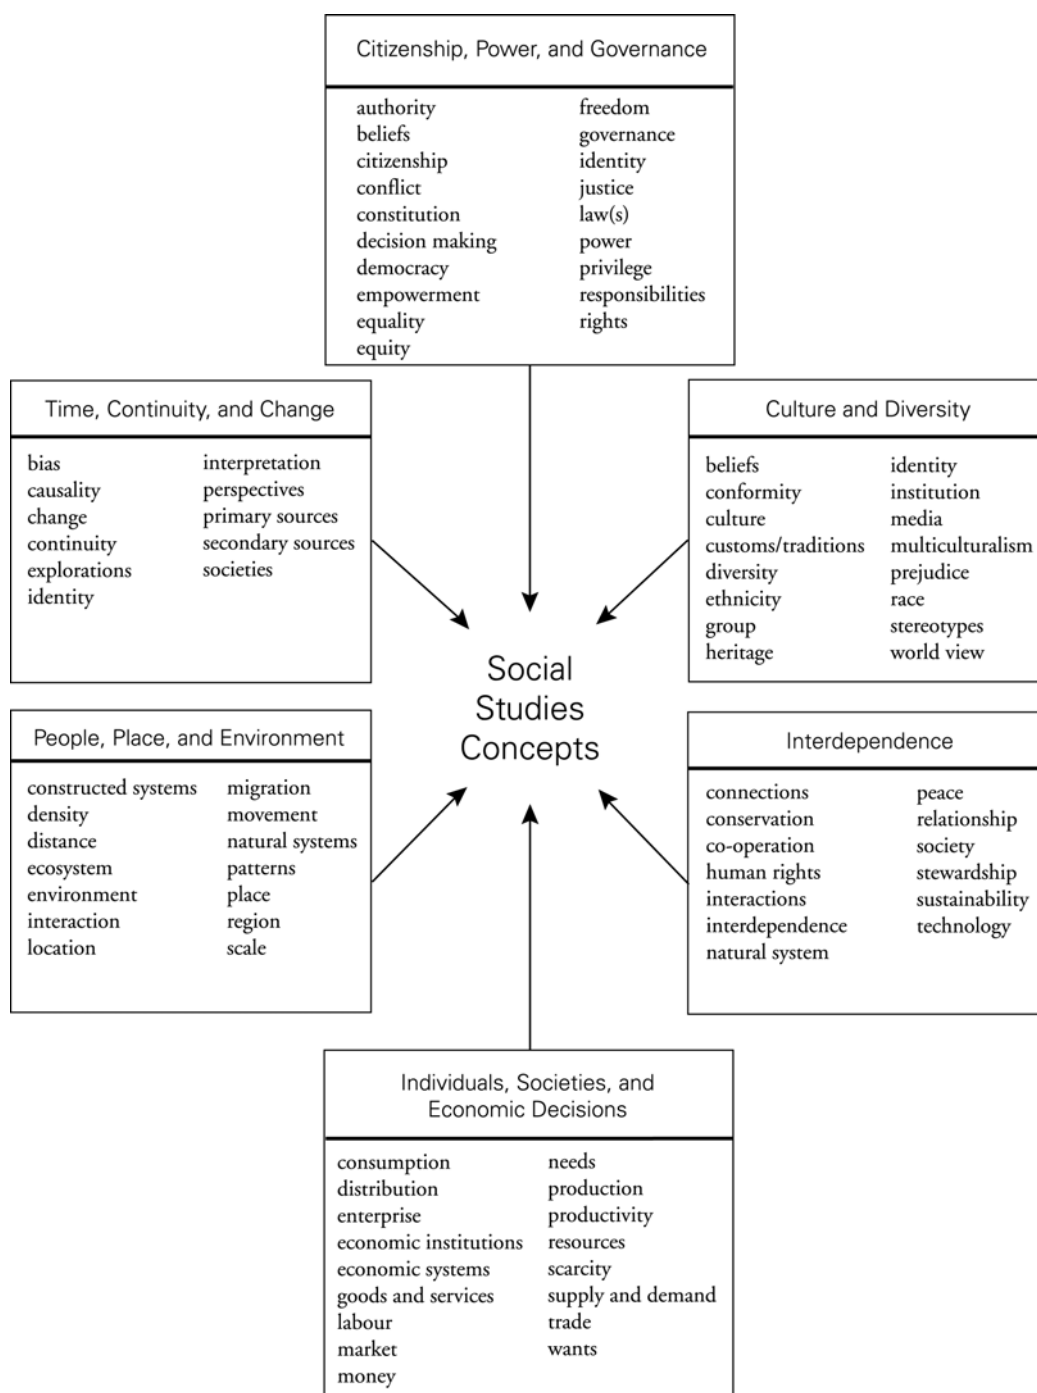 Citizenship, Power, and Governance
authority
beliefs
citizenship
conflict
constitution
decision making
democracy
empowerment
equality
equity
freedom
governance
identity
justice
law(s)
power
privilege
responsibilities
rights
Time, Continuity, and Change
bias
causality
change
continuity
explorations
identity
interpretation
perspectives
primary sources
secondary sources
societies
Culture and Diversity
beliefs
conformity
culture
customs/traditions
diversity
ethnicity
group
heritage
identity
institution
media
multiculturalism
prejudice
race
stereotypes
world view
Social
Studies
Concepts
People, Place, and Environment
constructed systems
density
distance
ecosystem
environment
interaction
location
migration
movement
natural systems
patterns
place
region
scale
Interdependence
connections
conservation
co-operation
human rights
interactions
interdependence
natural system
peace
relationship
society
stewardship
sustainability
technology
Individuals, Societies, and
Economic Decisions
consumption
distribution
enterprise
economic institutions
economic systems
goods and services
labour
market
money
needs
production
productivity
resources
scarcity
supply and demand
trade
wants